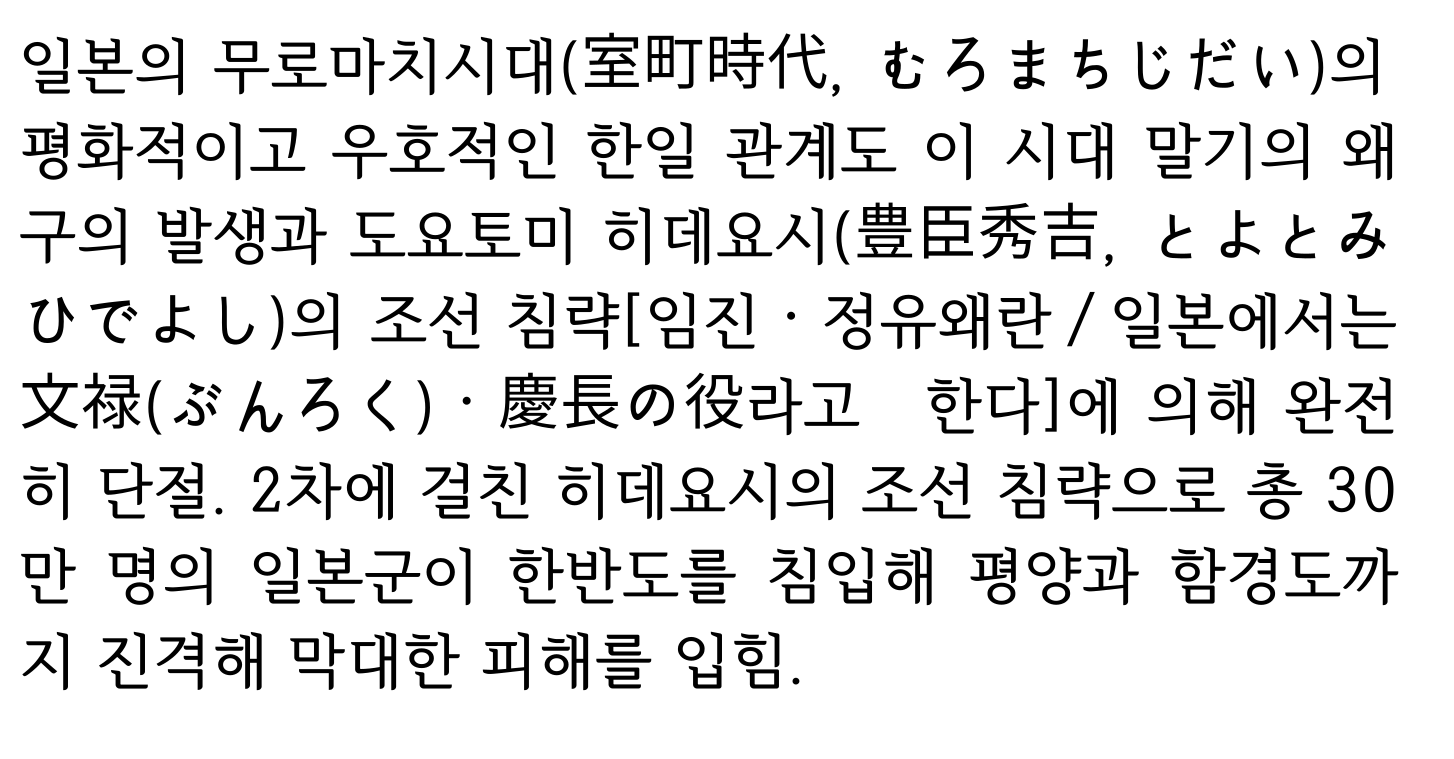 일본의 무로마치시대(室町時代, むろまちじだい)의
평화적이고 우호적인 한일 관계도 이 시대 말기의 왜
구의 발생과 도요토미 히데요시(豊臣秀吉, とよとみ
ひでよし)의 조선 침략[임진·정유왜란/일본에서는
文禄(ぶんろく)·慶長の役라고 한다]에 의해 완전
히 단절. 2차에 걸친 히데요시의 조선 침략으로 총 30
만 명의 일본군이 한반도를 침입해 평양과 함경도까
지 진격해 막대한 피해를 입힘.